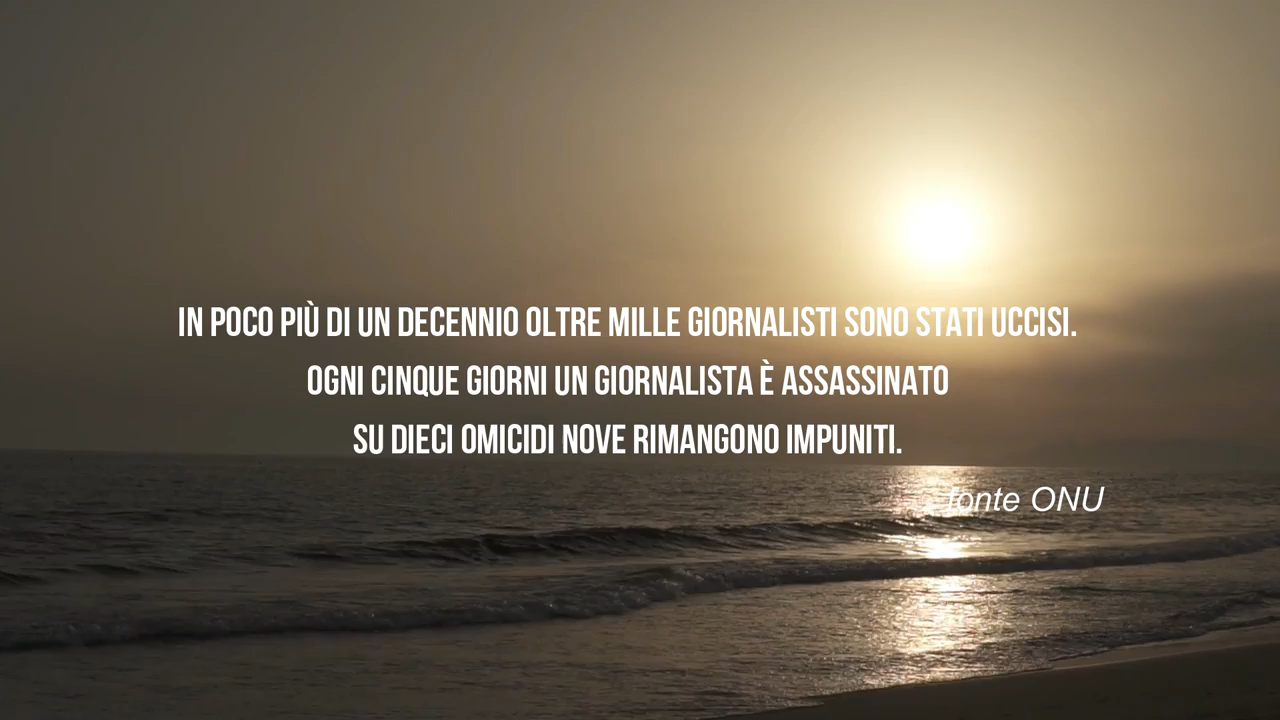 IN POCO PIÙ DI UN DECENNIO OLTRE MILLE GIORNALISTI SONO STATI UCCISI.
OGNI CINQUE GIORNI UN GIORNALISTA È ASSASSINATO
SU DIECI OMICIDI NOVE RIMANGONO IMPUNITI.
fonte ONU